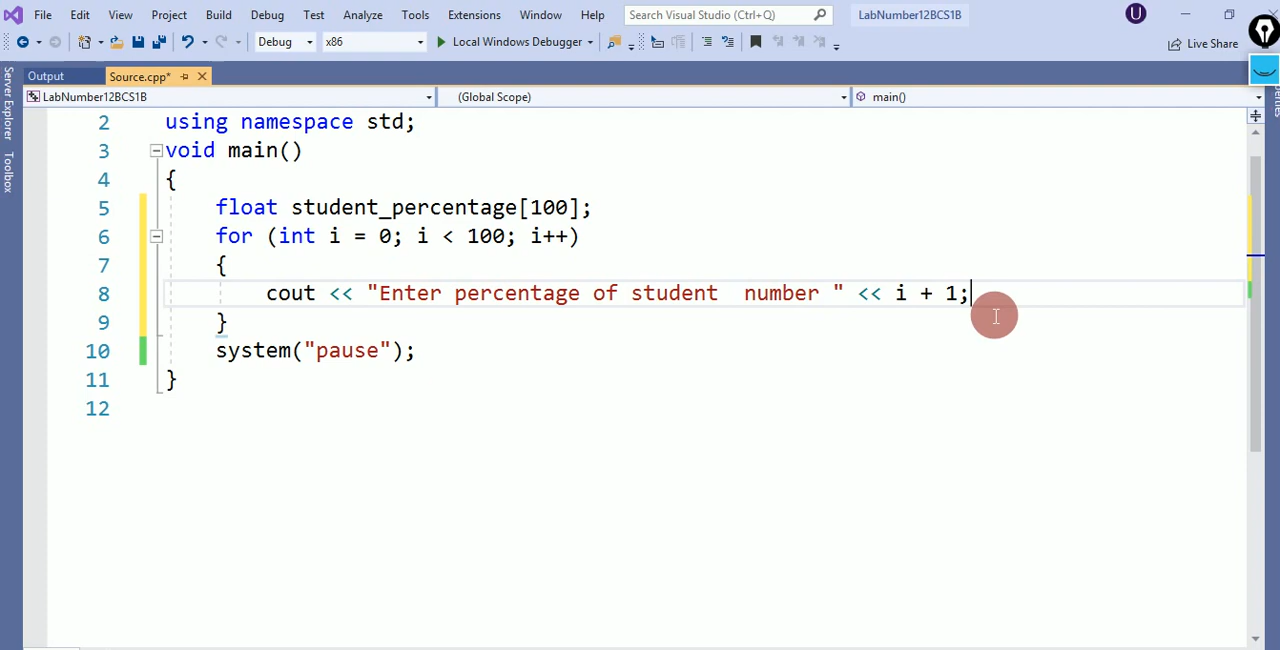 File Edit View Project Build Debug Test Analyze Tools Extensions Window Help Search Visual Studio (Ctrl+Q) LabNumber12BCS1B U
Debug x86 Local Windows Debugger Live Share
Server Explorer
Toolbox
Output Source.cpp*
LabNumber12BCS1B (Global Scope) main()
2 using namespace std;
3 void main()
4 {
5 float student_percentage[100];
6 for (int i = 0; i < 100; i++)
7 {
8 cout << "Enter percentage of student  number " << i + 1;
9 }
10 system("pause");
11 }
12